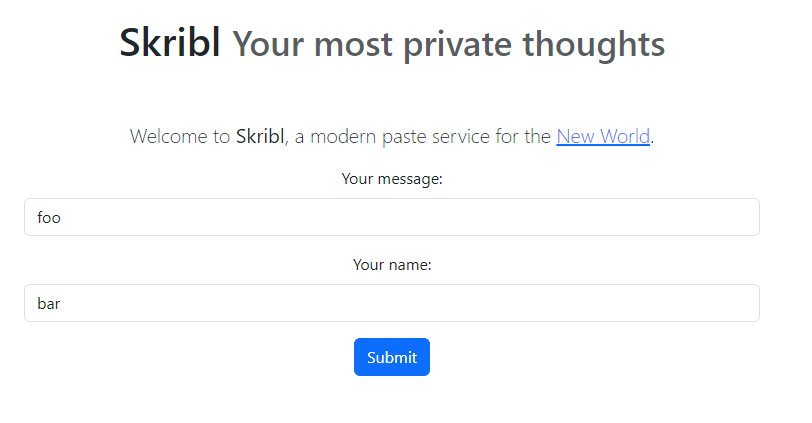 Skribl Your most private thoughts
Welcome to Skribl, a modern paste service for the New World.
Your message:
foo
Your name:
bar
Submit